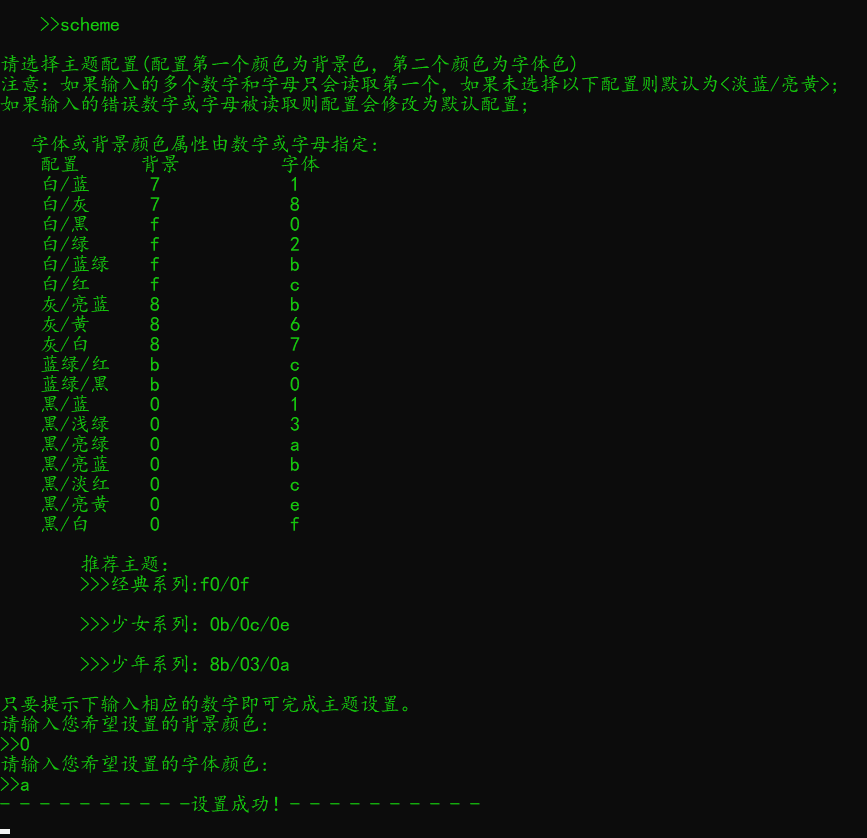 >>scheme
请选择主题配置(配置第一个颜色为背景色，第二个颜色为字体色)
注意：如果输入的多个数字和字母只会读取第一个，如果未选择以下配置则默认为<淡蓝/亮黄>；
如果输入的错误数字或字母被读取则配置会修改为默认配置；
字体或背景颜色属性由数字或字母指定：
配置 背景 字体
白/蓝 7 1
白/灰 7 8
白/黑 f 0
白/绿 f 2
白/蓝绿 f b
白/红 f c
灰/亮蓝 8 b
灰/黄 8 6
灰/白 8 7
蓝绿/红 b c
蓝绿/黑 b 0
黑/蓝 0 1
黑/浅绿 0 3
黑/亮绿 0 a
黑/亮蓝 0 b
黑/淡红 0 c
黑/亮黄 0 e
黑/白 0 f
推荐主题：
>>>经典系列:f0/0f
>>>少女系列：0b/0c/0e
>>>少年系列：8b/03/0a
只要提示下输入相应的数字即可完成主题设置。
请输入您希望设置的背景颜色：
>>0
请输入您希望设置的字体颜色：
>>a
- - - - - - - - - -设置成功！- - - - - - - - - -